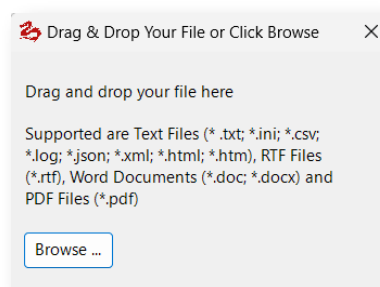 Drag & Drop Your File or Click Browse
Drag and drop your file here
Supported are Text Files (* .txt; *.ini; *.csv;
*.log; *.json; *.xml; *.html; *.htm), RTF Files
(*.rtf), Word Documents (*.doc; *.docx) and
PDF Files (*.pdf)
Browse ...